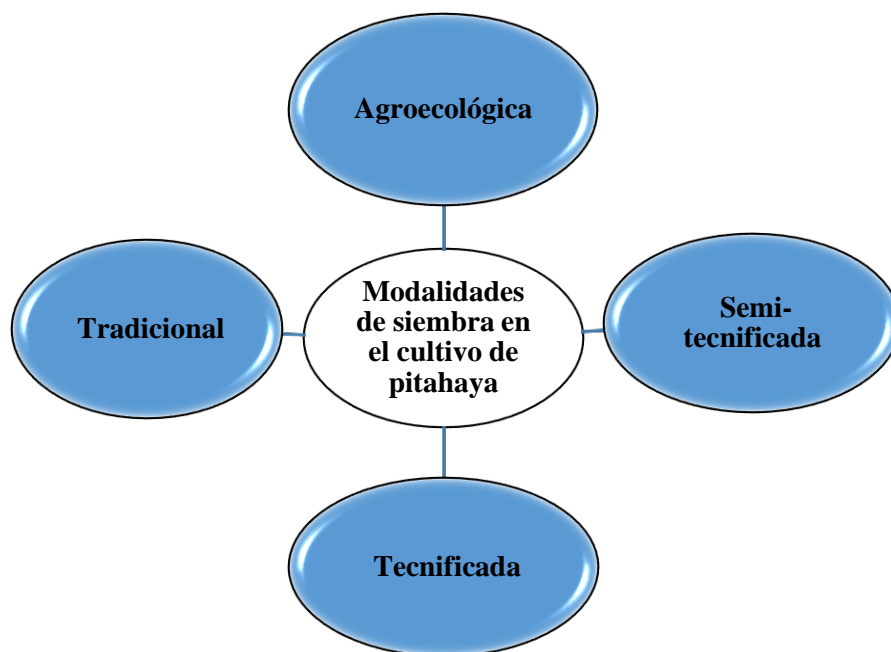 Agroecológica
Tradicional
Modalidades
de siembra en
el cultivo de
pitahaya
Semi-
tecnificada
Tecnificada